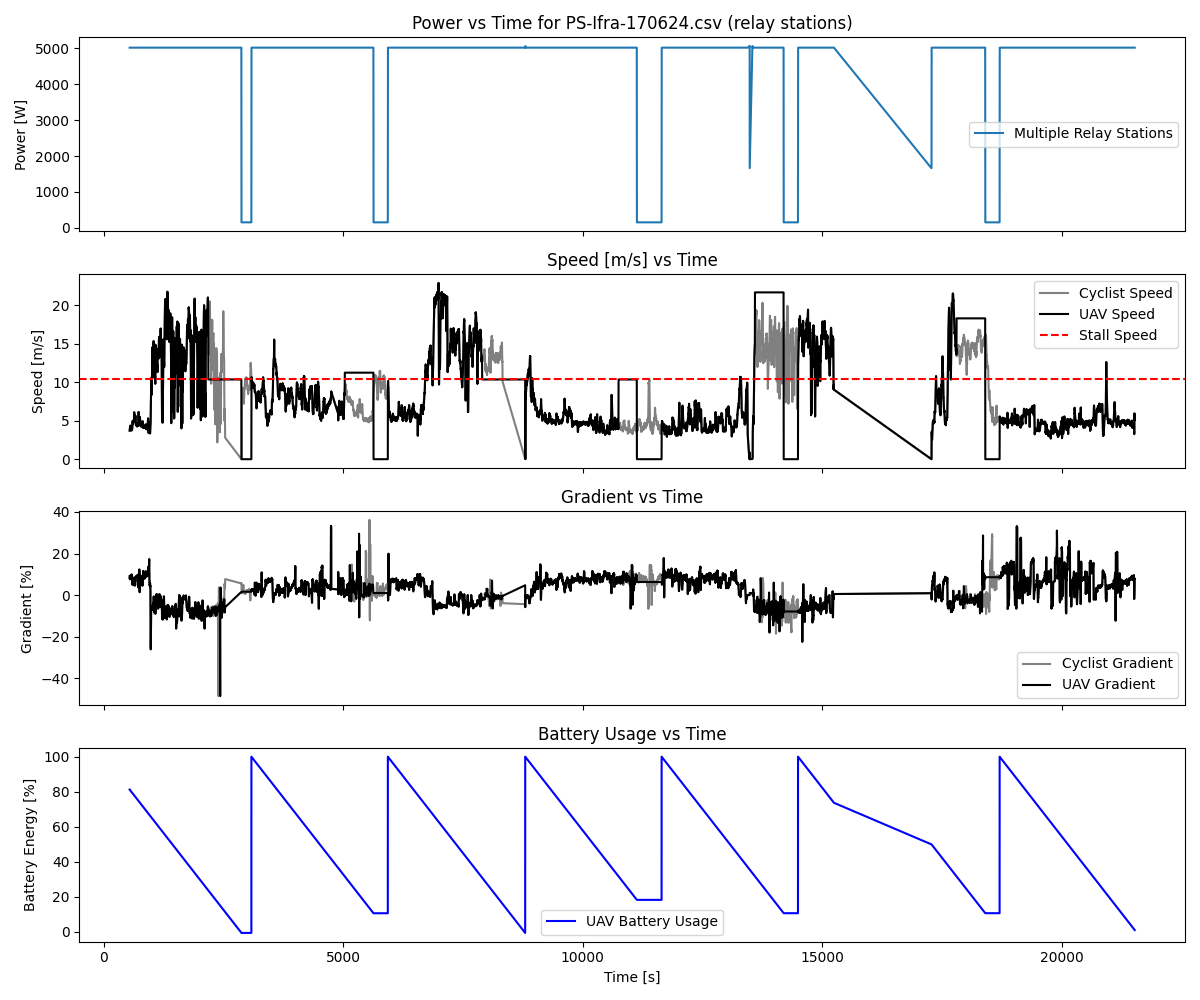 Power vs Time for PS-Ifra-170624.csv (relay stations)
5000
4000
3000
2000
1000
0
Power [W]
Multiple Relay Stations
Speed [m/s] vs Time
20
15
10
5
0
Speed [m/s]
Cyclist Speed
UAV Speed
Stall Speed
Gradient vs Time
40
20
0
−20
−40
Gradient [%]
Cyclist Gradient
UAV Gradient
Battery Usage vs Time
100
80
60
40
20
0
Battery Energy [%]
UAV Battery Usage
0 5000 10000 15000 20000
Time [s]